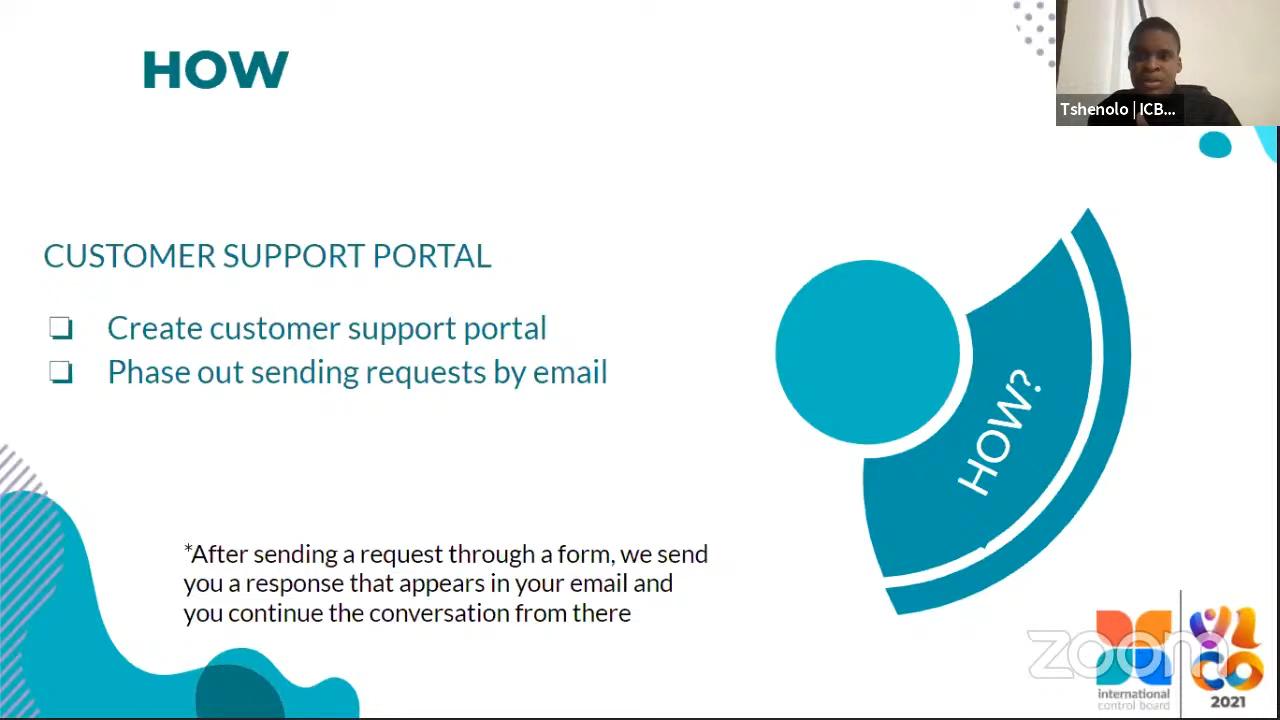 HOW
Tshenolo | ICB...
CUSTOMER SUPPORT PORTAL
❏ Create customer support portal
❏ Phase out sending requests by email
HOW?
*After sending a request through a form, we send
you a response that appears in your email and
you continue the conversation from there
zoom
international
control board
YL
CO
2021